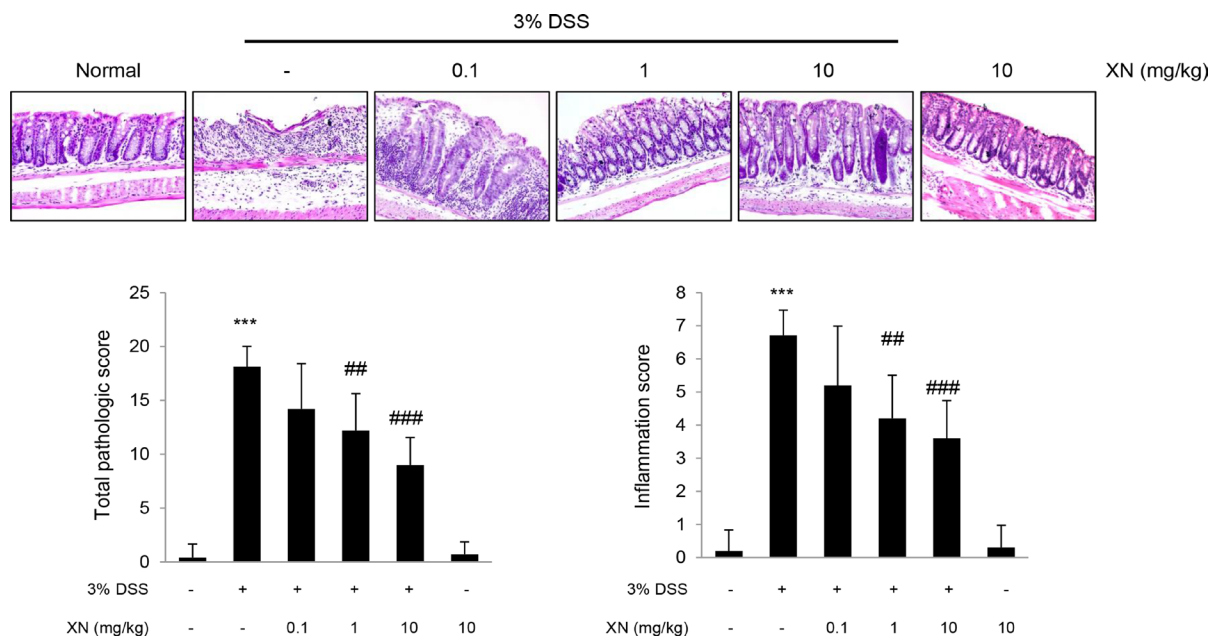 3% DSS
Normal - 0.1 1 10 10 XN (mg/kg)
25
20
15
10
5
0
Total pathologic score
***
##
###
3% DSS - + + + + -
XN (mg/kg) - - 0.1 1 10 10
8
7
6
5
4
3
2
1
0
Inflammation score
***
##
###
3% DSS - + + + + -
XN (mg/kg) - - 0.1 1 10 10